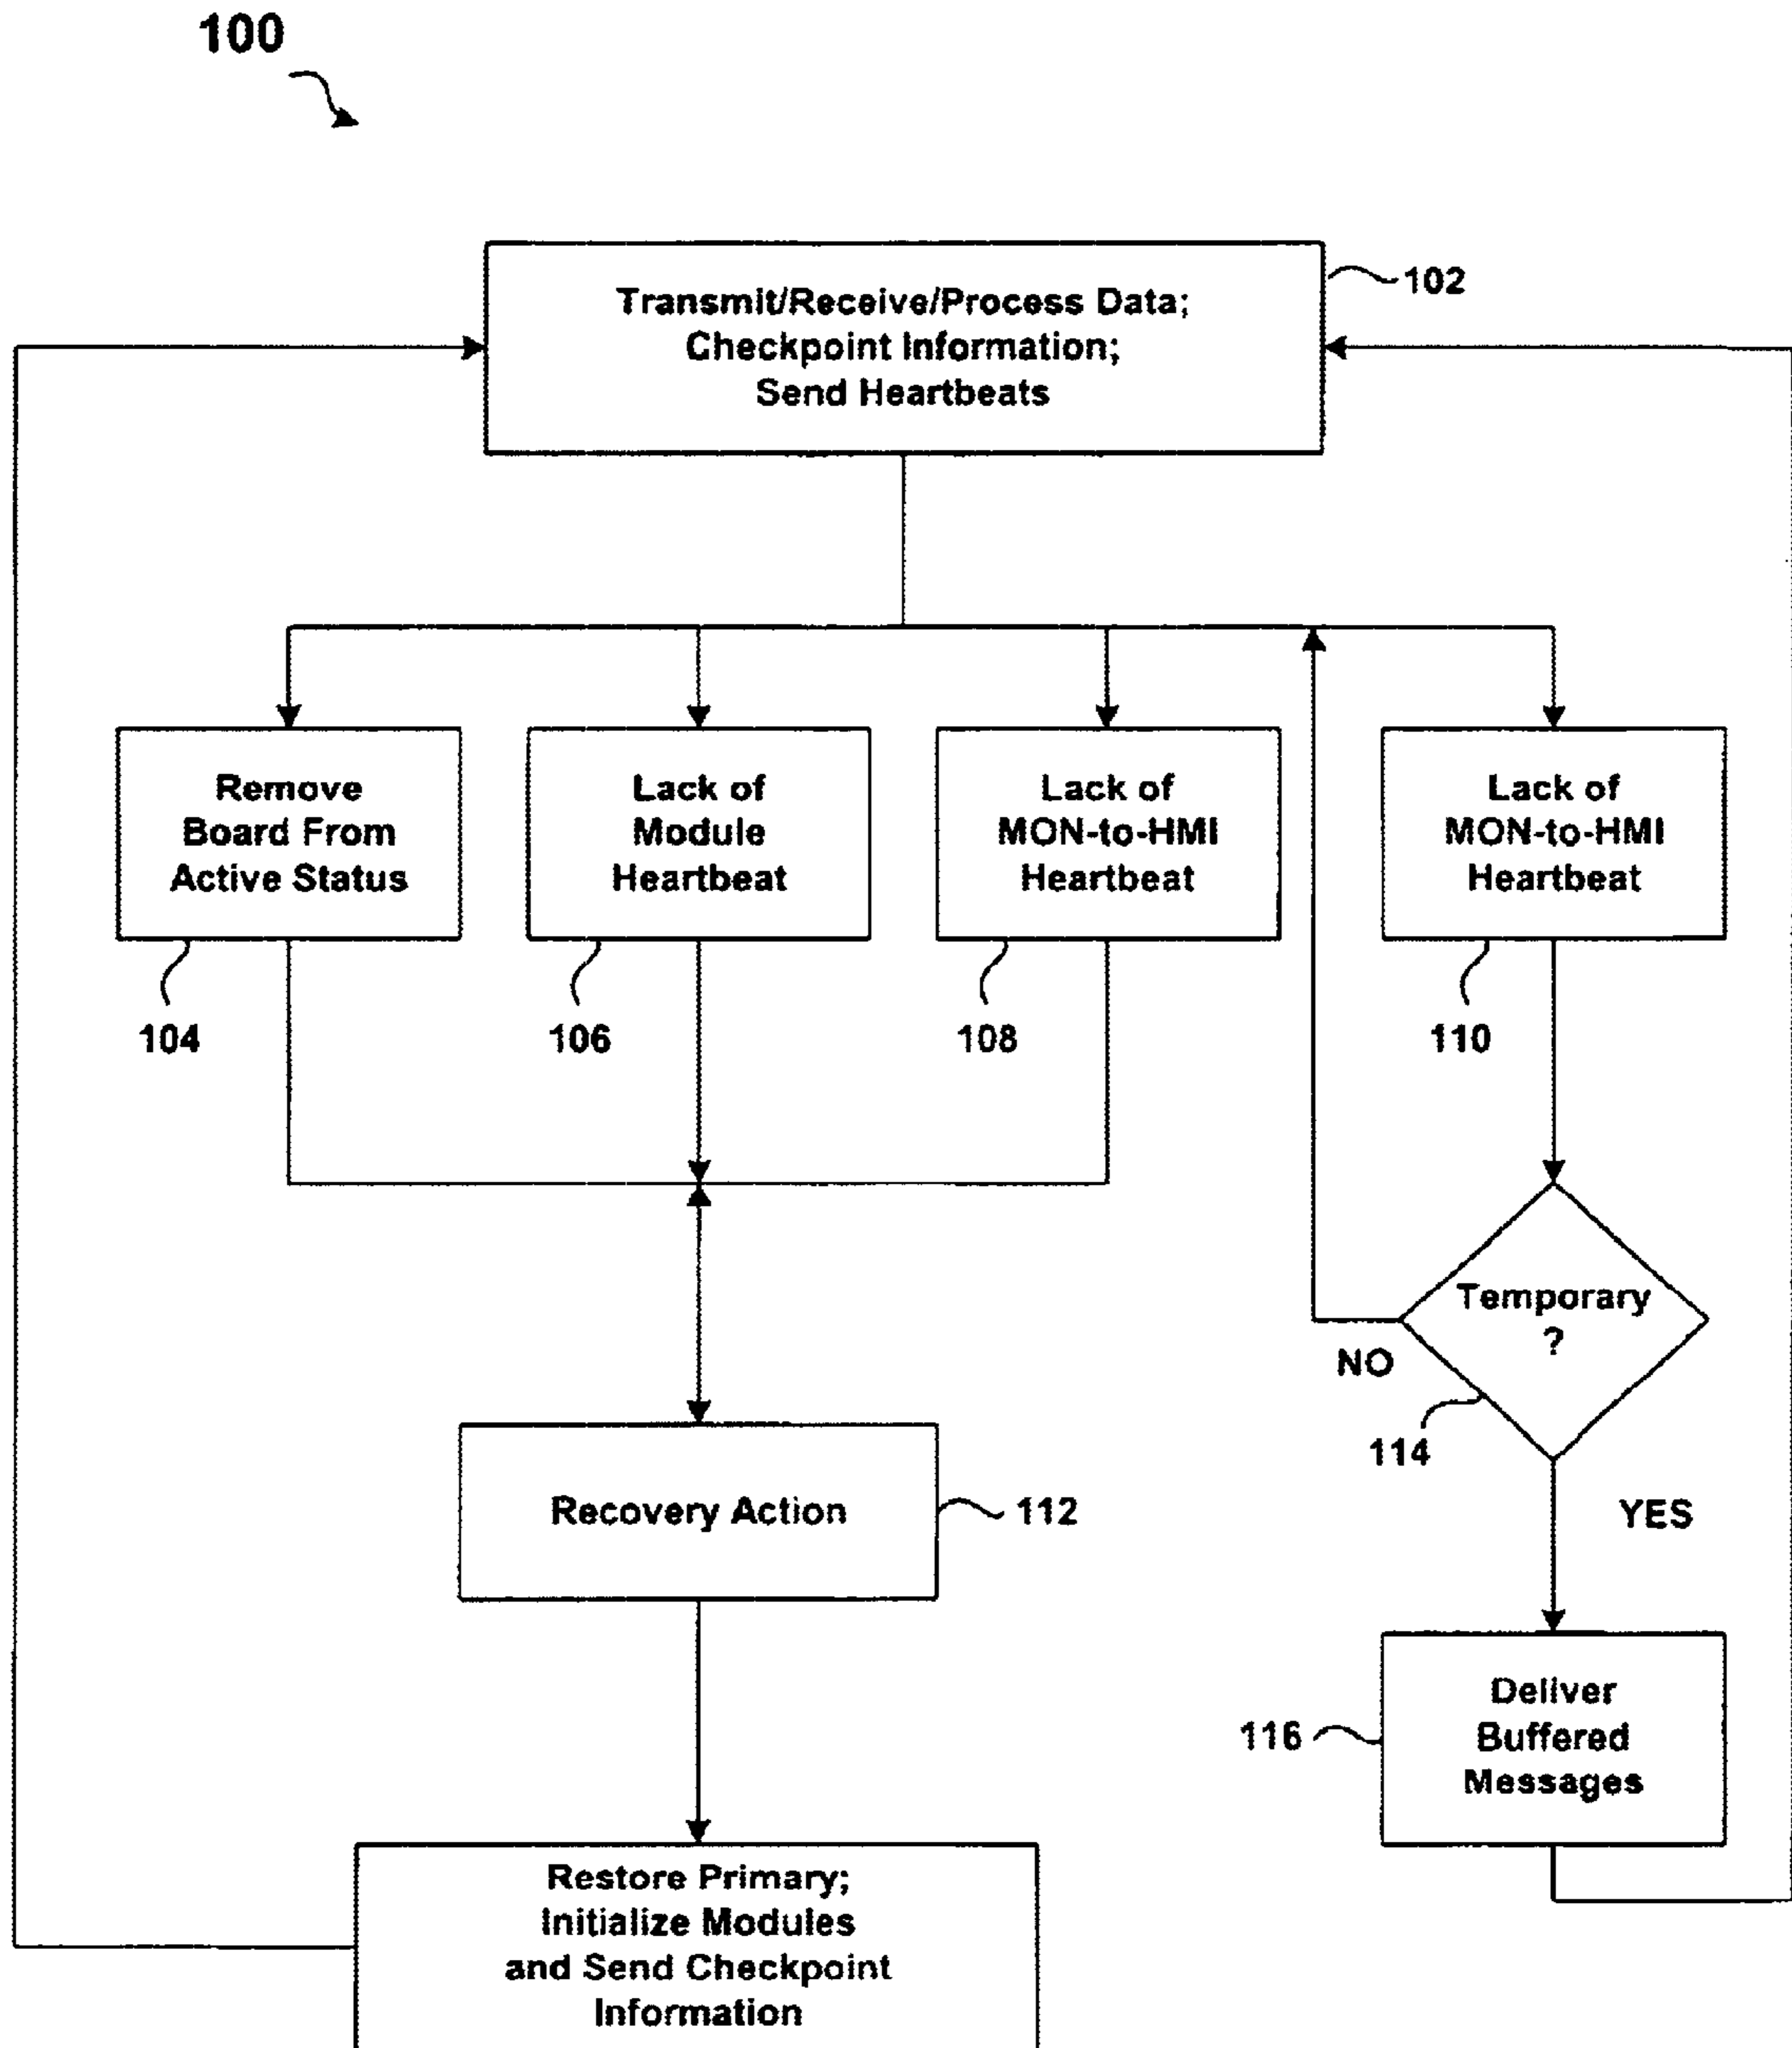 100
Transmit/Receive/Process Data;
Checkpoint Information;
Send Heartbeats
102
Remove
Board From
Active Status
104
Lack of
Module
Heartbeat
106
Lack of
MON-to-HMI
Heartbeat
108
Lack of
MON-to-HMI
Heartbeat
110
Temporary
?
NO
114
YES
Recovery Action
112
Deliver
Buffered
Messages
116
Restore Primary;
Initialize Modules
and Send Checkpoint
Information